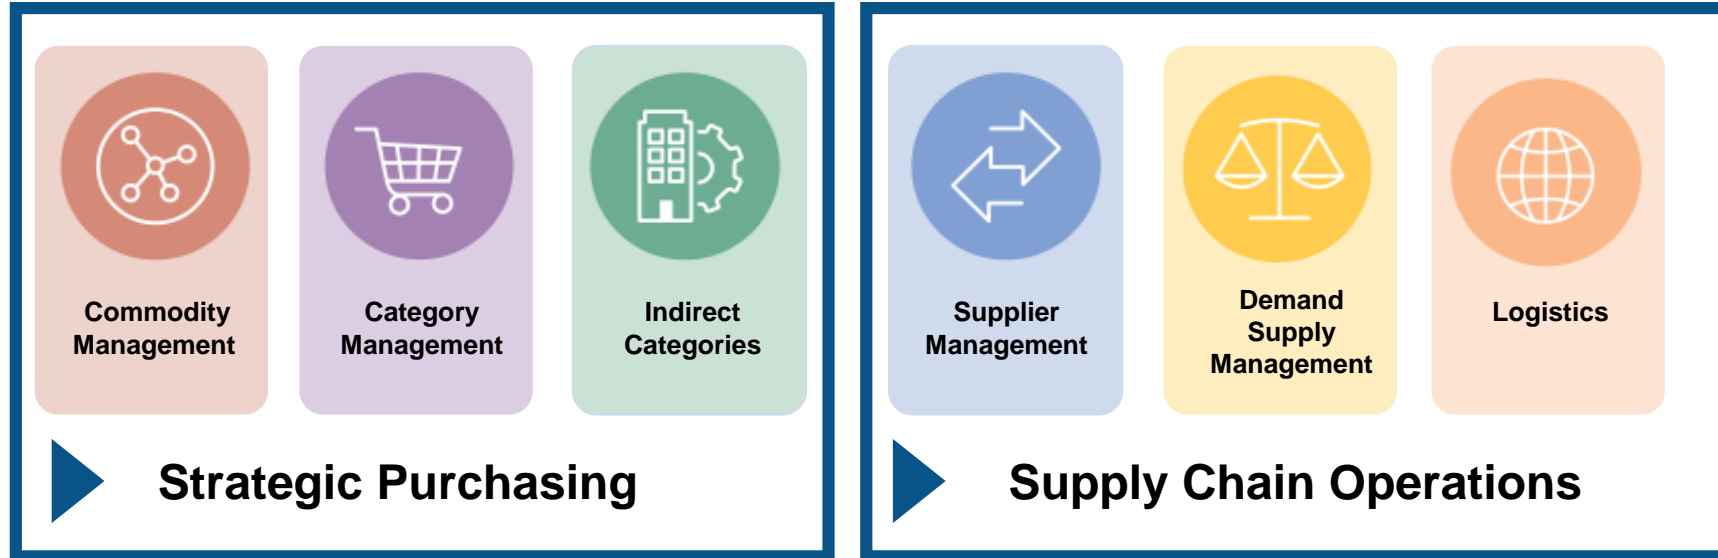 Commodity
Management
Category
Management
Indirect
Categories
Strategic Purchasing
Supplier
Management
Demand
Supply
Management
Logistics
Supply Chain Operations